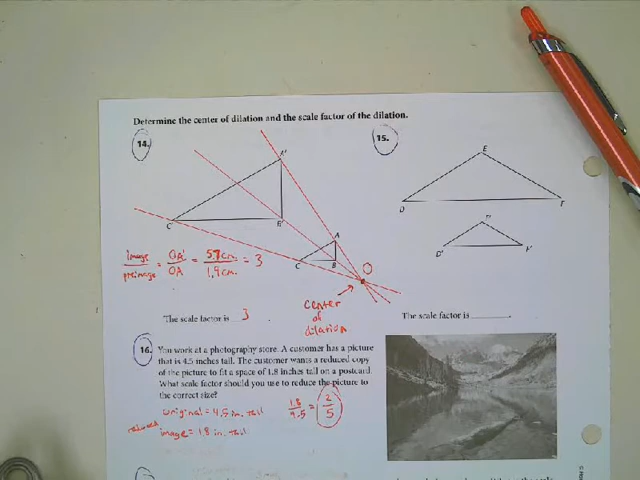 Determine the center of dilation and the scale factor of the dilation.
14.
A'
B'
C'
A
B
C
O
image / preimage = OA' / OA = 5.7 cm. / 1.9 cm. = 3
center
of
dilation
The scale factor is 3
15.
E
D
F
E'
D'
F'
The scale factor is
16. You work at a photography store. A customer has a picture
that is 4.5 inches tall. The customer wants a reduced copy
of the picture to fit a space of 1.8 inches tall on a postcard.
What scale factor should you use to reduce the picture to
the correct size?
original = 4.5 in. tall
reduced image = 1.8 in. tall
1.8 / 4.5 = 2 / 5